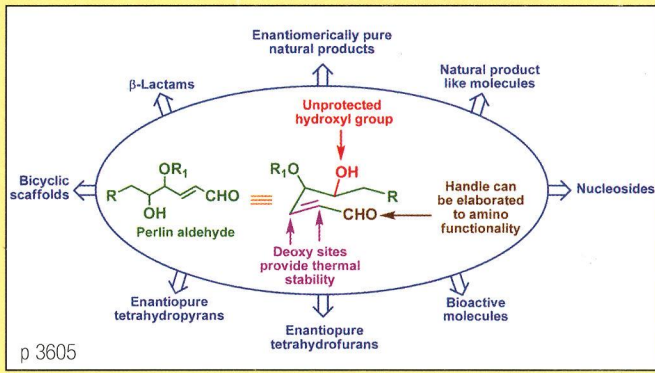 Enantiomerically pure
natural products
β-Lactams
Natural product
like molecules
Unprotected
hydroxyl group
Bicyclic
scaffolds
OR₁
R
CHO
OH
Perlin aldehyde
R₁O
OH
R
CHO
Handle can
be elaborated
to amino
functionality
Nucleosides
Deoxy sites
provide thermal
stability
Enantiopure
tetrahydropyrans
Enantiopure
tetrahydrofurans
Bioactive
molecules
p 3605